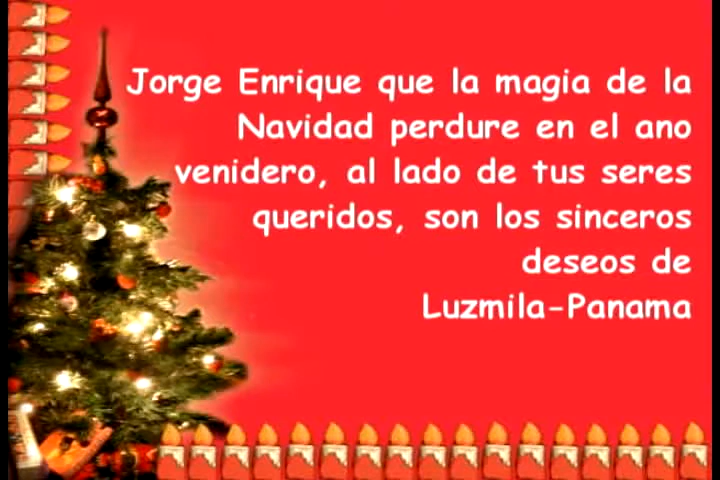 Jorge Enrique que la magia de la
Navidad perdure en el ano
venidero, al lado de tus seres
queridos, son los sinceros
deseos de
Luzmila-Panama